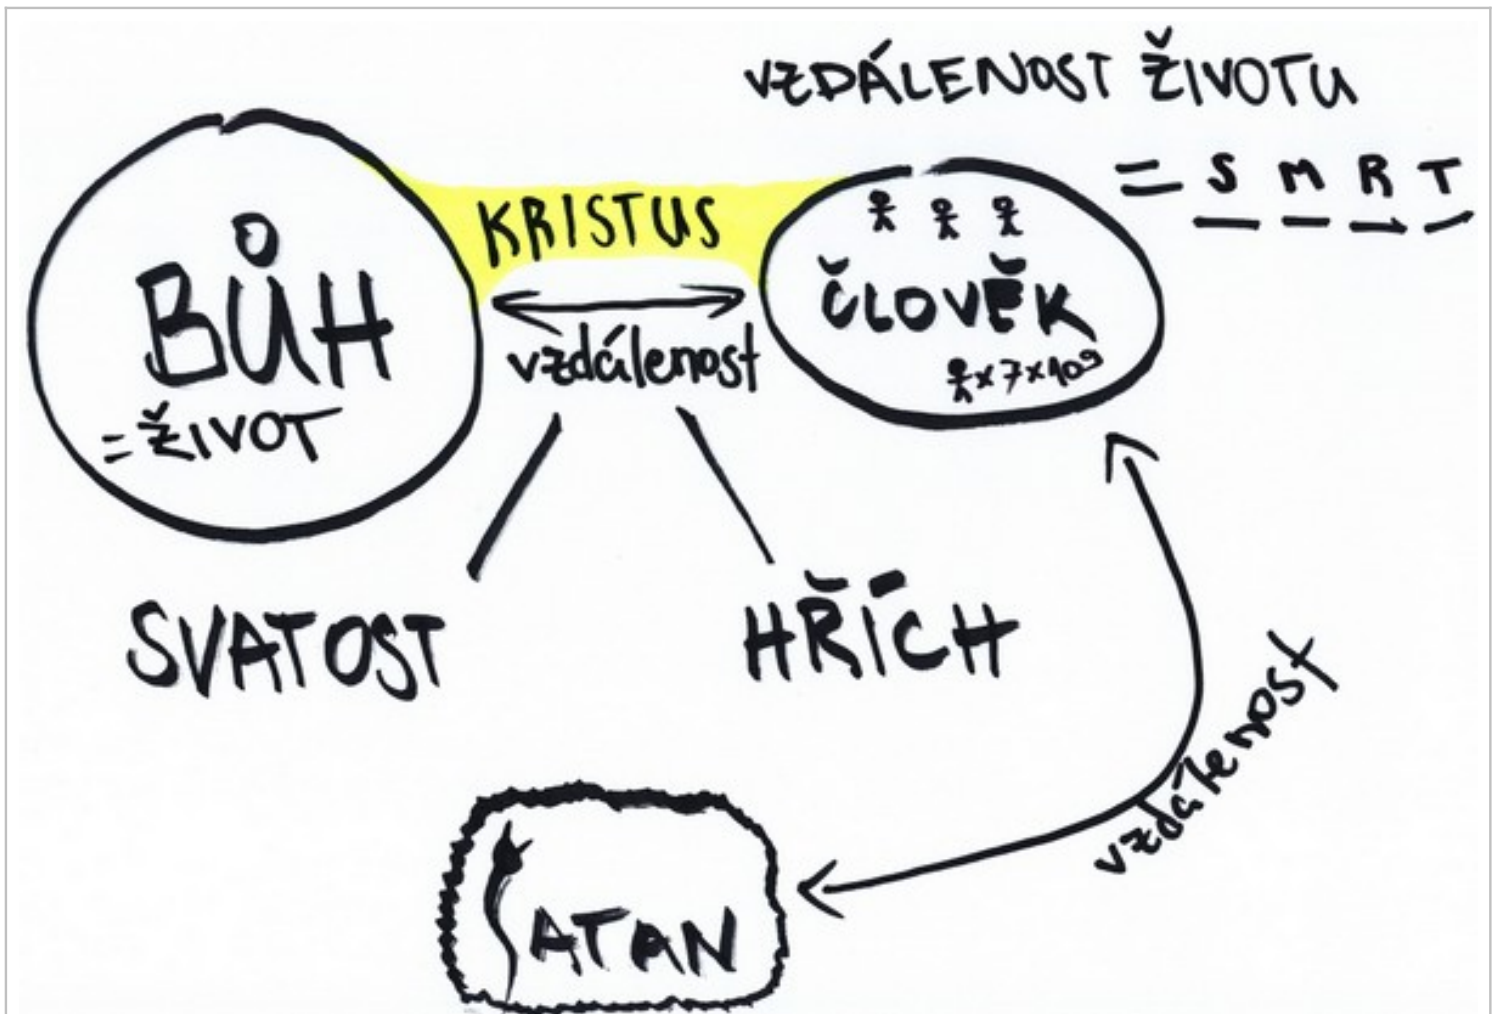 VZDÁLENOST ŽIVOTU
= S M R T
KRISTUS
BŮH
= ŽIVOT
vzdálenost
ČLOVĚK
x 7 x 10⁹
SVATOST
HŘÍCH
vzdálenost
SATAN